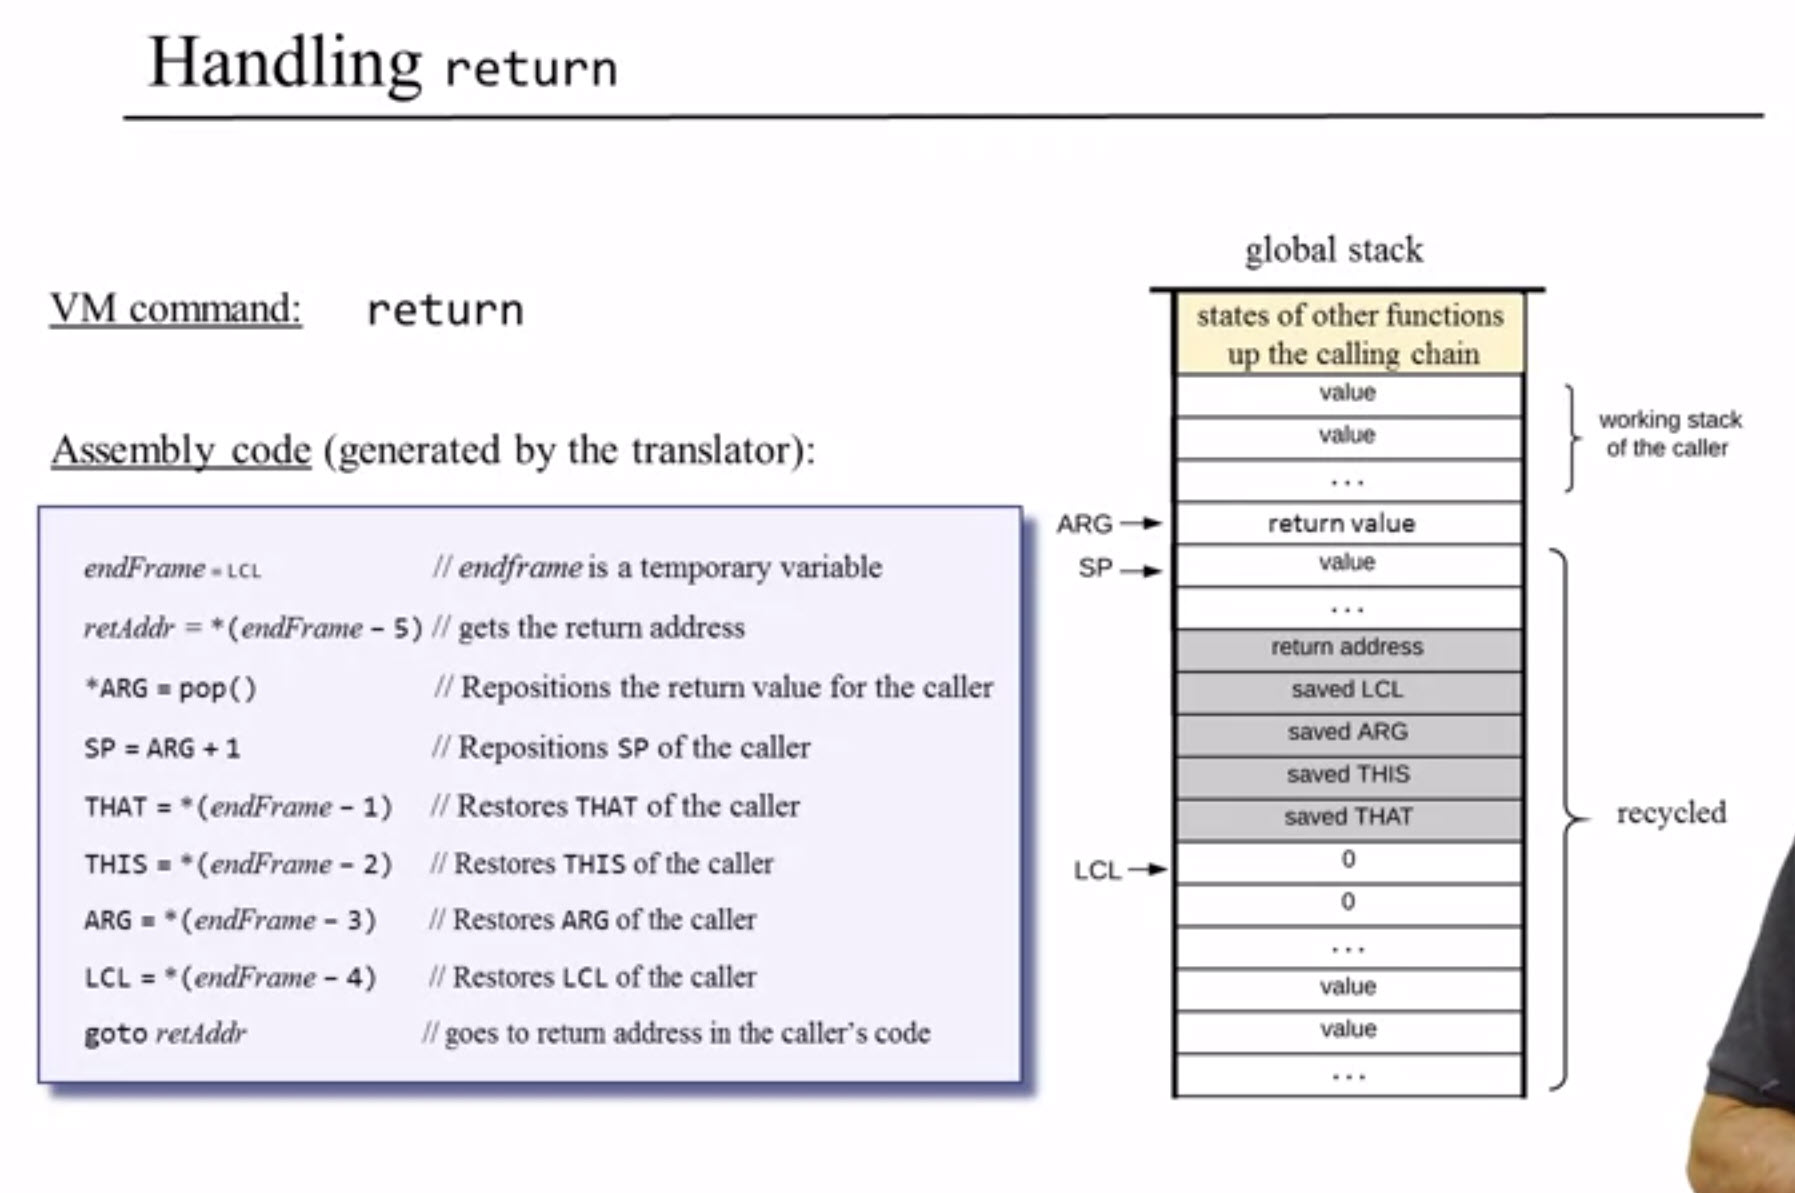 Handling return
VM command: return
Assembly code (generated by the translator):
endFrame = LCL // endframe is a temporary variable
retAddr = *(endFrame – 5) // gets the return address
*ARG = pop() // Repositions the return value for the caller
SP = ARG + 1 // Repositions SP of the caller
THAT = *(endFrame – 1) // Restores THAT of the caller
THIS = *(endFrame – 2) // Restores THIS of the caller
ARG = *(endFrame – 3) // Restores ARG of the caller
LCL = *(endFrame – 4) // Restores LCL of the caller
goto retAddr // goes to return address in the caller’s code
global stack
states of other functions
up the calling chain
value
value
...
working stack
of the caller
ARG return value
SP value
...
return address
saved LCL
saved ARG
saved THIS
saved THAT
recycled
LCL 0
0
...
value
value
...